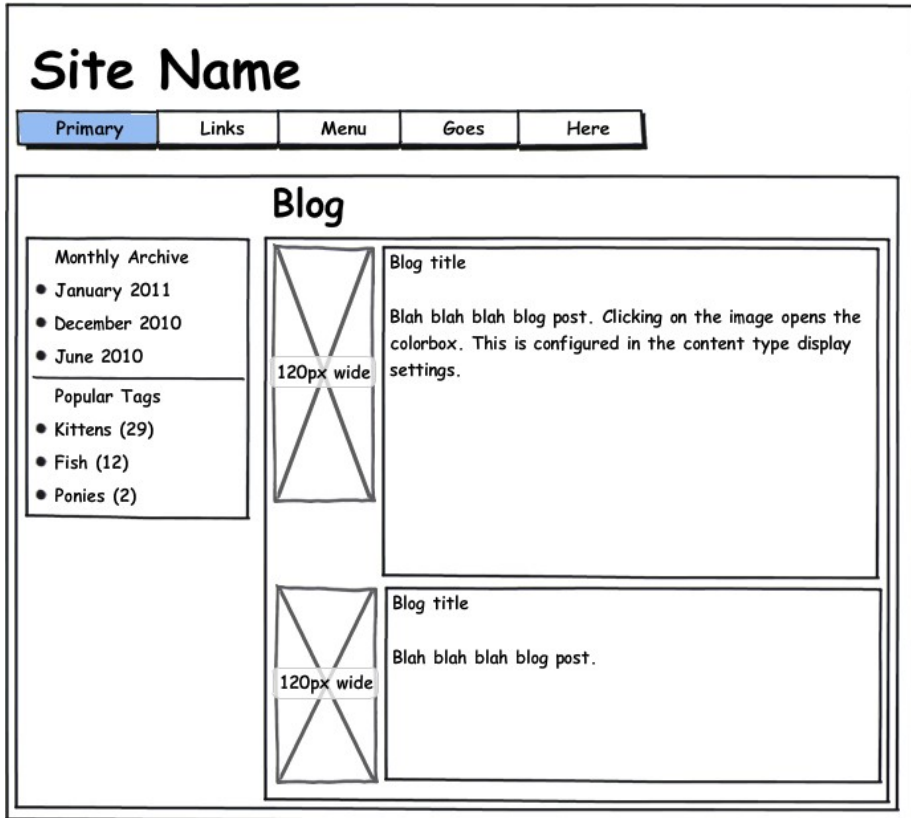 Site Name
Primary
Links
Menu
Goes
Here
Blog
Monthly Archive
January 2011
December 2010
June 2010
Popular Tags
Kittens (29)
Fish (12)
Ponies (2)
120px wide
Blog title
Blah blah blah blog post. Clicking on the image opens the
colorbox. This is configured in the content type display
settings.
120px wide
Blog title
Blah blah blah blog post.